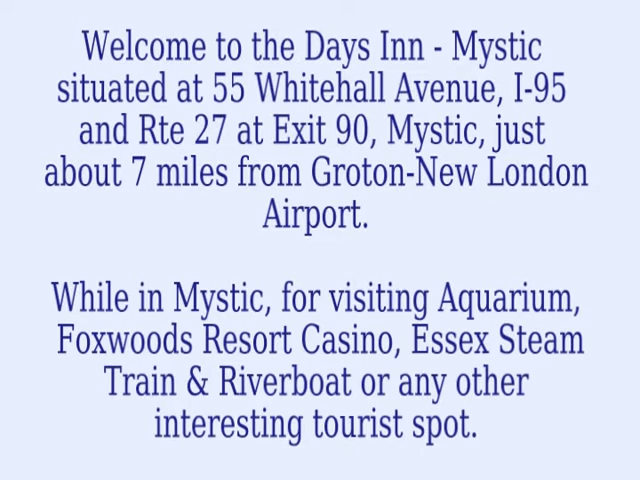 Welcome to the Days Inn - Mystic
situated at 55 Whitehall Avenue, I-95
and Rte 27 at Exit 90, Mystic, just
about 7 miles from Groton-New London
Airport.
While in Mystic, for visiting Aquarium,
Foxwoods Resort Casino, Essex Steam
Train & Riverboat or any other
interesting tourist spot.